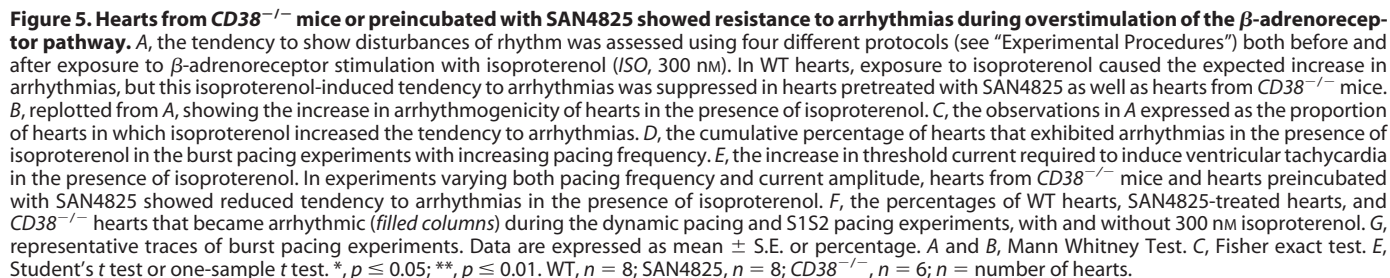 Figure 5. Hearts from CD38−/− mice or preincubated with SAN4825 showed resistance to arrhythmias during overstimulation of the β-adrenorecep-
tor pathway. A, the tendency to show disturbances of rhythm was assessed using four different protocols (see “Experimental Procedures”) both before and
after exposure to β-adrenoreceptor stimulation with isoproterenol (ISO, 300 nM). In WT hearts, exposure to isoproterenol caused the expected increase in
arrhythmias, but this isoproterenol-induced tendency to arrhythmias was suppressed in hearts pretreated with SAN4825 as well as hearts from CD38−/− mice.
B, replotted from A, showing the increase in arrhythmogenicity of hearts in the presence of isoproterenol. C, the observations in A expressed as the proportion
of hearts in which isoproterenol increased the tendency to arrhythmias. D, the cumulative percentage of hearts that exhibited arrhythmias in the presence of
isoproterenol in the burst pacing experiments with increasing pacing frequency. E, the increase in threshold current required to induce ventricular tachycardia
in the presence of isoproterenol. In experiments varying both pacing frequency and current amplitude, hearts from CD38−/− mice and hearts preincubated
with SAN4825 showed reduced tendency to arrhythmias in the presence of isoproterenol. F, the percentages of WT hearts, SAN4825-treated hearts, and
CD38−/− hearts that became arrhythmic (filled columns) during the dynamic pacing and S1S2 pacing experiments, with and without 300 nM isoproterenol. G,
representative traces of burst pacing experiments. Data are expressed as mean ± S.E. or percentage. A and B, Mann Whitney Test. C, Fisher exact test. E,
Student’s t test or one-sample t test. *, p ≤ 0.05; **, p ≤ 0.01. WT, n = 8; SAN4825, n = 8; CD38−/−, n = 6; n = number of hearts.